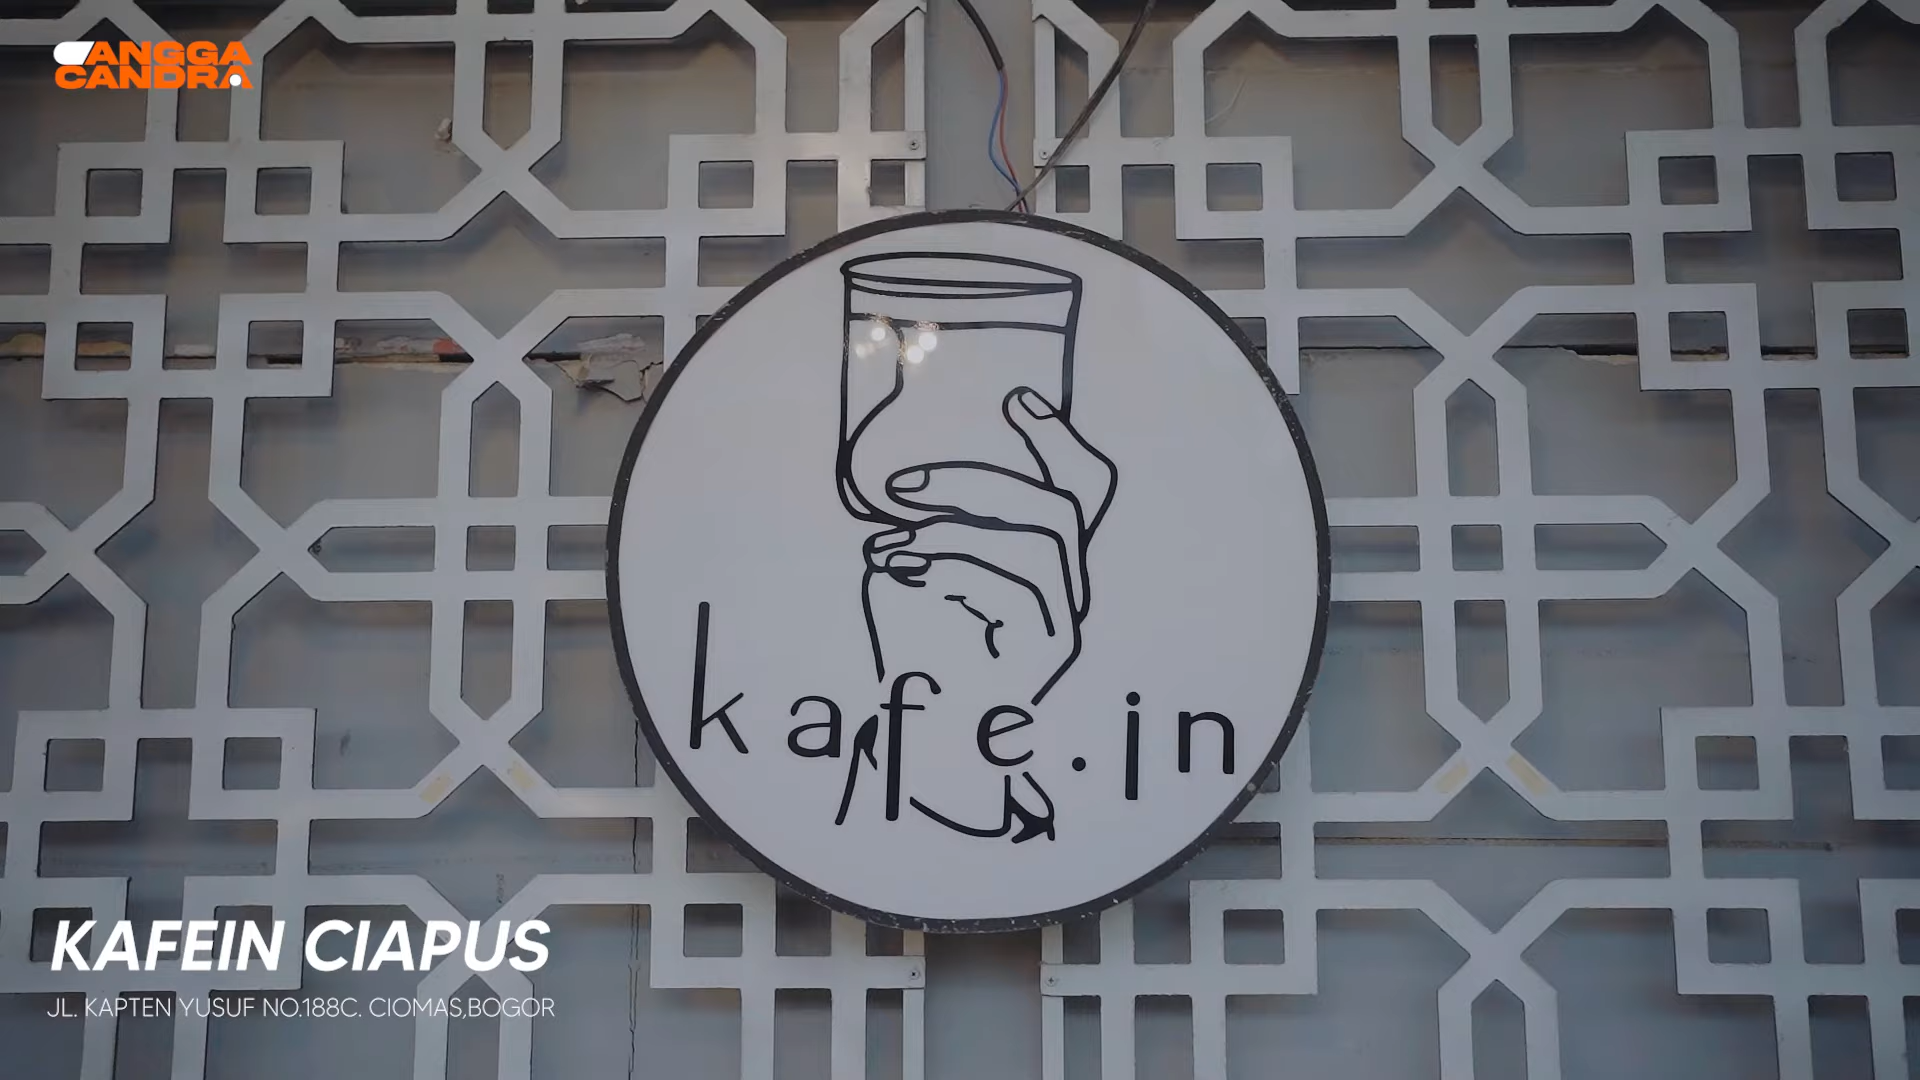 ANGGA
CANDRA
kafe.in
KAFEIN CIAPUS
JL. KAPTEN YUSUF NO.188C. CIOMAS,BOGOR